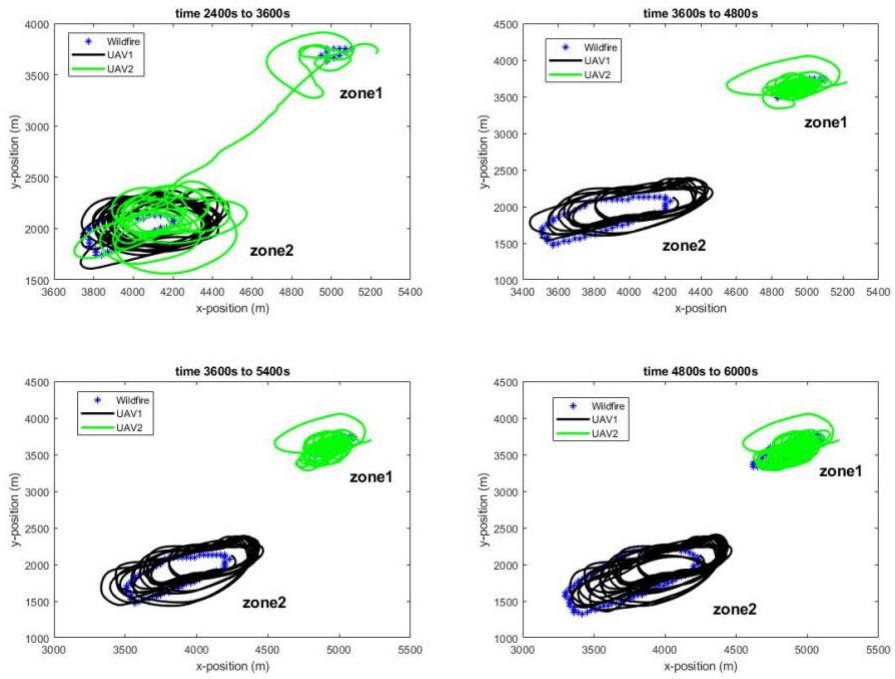 time 2400s to 3600s
4000
3500
3000
2500
2000
1500
y-position (m)
Wildfire
UAV1
UAV2
zone1
zone2
3600 3800 4000 4200 4400 4600 4800 5000 5200 5400
x-position (m)
time 3600s to 4800s
4500
4000
3500
3000
2500
2000
1500
1000
y-position (m)
Wildfire
UAV1
UAV2
zone1
zone2
3400 3600 3800 4000 4200 4400 4600 4800 5000 5200 5400
x-position
time 3600s to 5400s
4500
4000
3500
3000
2500
2000
1500
1000
y-position (m)
Wildfire
UAV1
UAV2
zone1
zone2
3000 3500 4000 4500 5000 5500
x-position (m)
time 4800s to 6000s
4500
4000
3500
3000
2500
2000
1500
1000
y-position (m)
Wildfire
UAV1
UAV2
zone1
zone2
3000 3500 4000 4500 5000 5500
x-position (m)